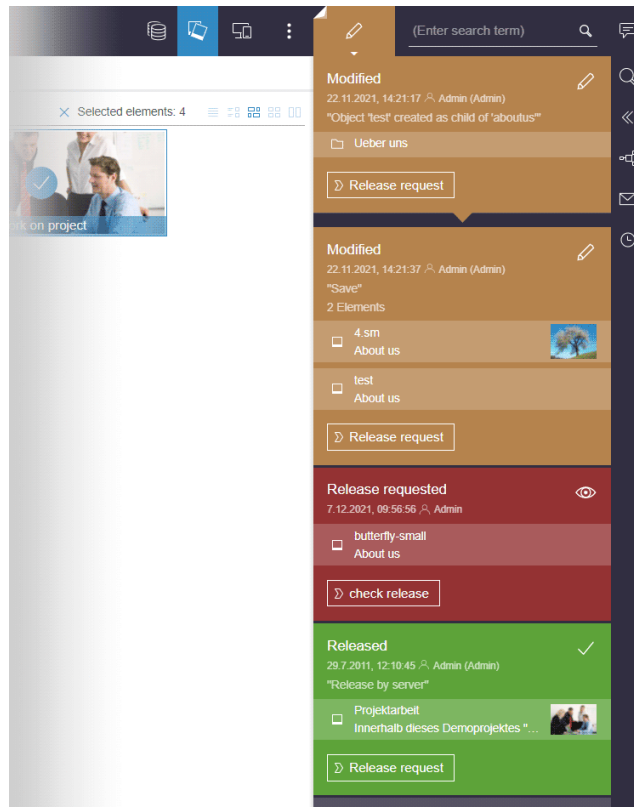 (Enter search term)
Selected elements: 4
rk on project
Modified
22.11.2021, 14:21:17 Admin (Admin)
"Object 'test' created as child of 'aboutus'"
Ueber uns
Release request
Modified
22.11.2021, 14:21:37 Admin (Admin)
"Save"
2 Elements
4.sm
About us
test
About us
Release request
Release requested
7.12.2021, 09:56:56 Admin
butterfly-small
About us
check release
Released
29.7.2011, 12:10:45 Admin (Admin)
"Release by server"
Projektarbeit
Innerhalb dieses Demoprojektes "...
Release request